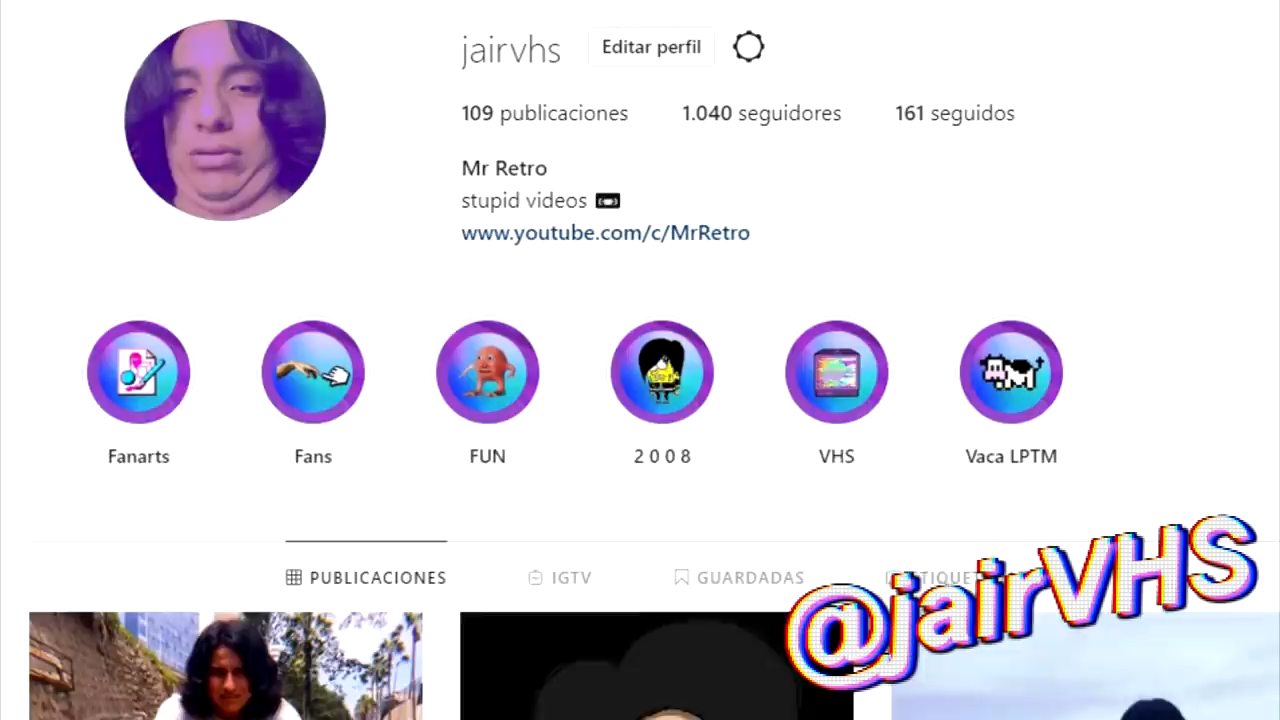 jairvhs Editar perfil
109 publicaciones 1.040 seguidores 161 seguidos
Mr Retro
stupid videos
www.youtube.com/c/MrRetro
Fanarts Fans FUN 2 0 0 8 VHS Vaca LPTM
PUBLICACIONES IGTV GUARDADAS
@jairVHS